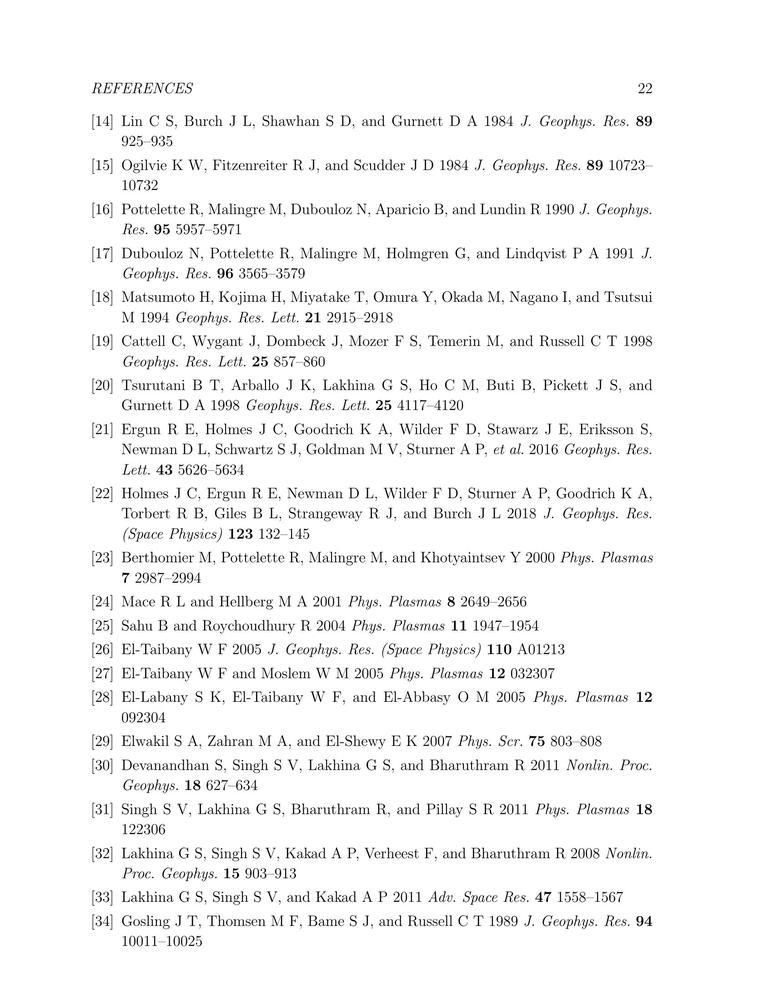 REFERENCES 22
[14] Lin C S, Burch J L, Shawhan S D, and Gurnett D A 1984 J. Geophys. Res. 89
925–935
[15] Ogilvie K W, Fitzenreiter R J, and Scudder J D 1984 J. Geophys. Res. 89 10723–
10732
[16] Pottelette R, Malingre M, Dubouloz N, Aparicio B, and Lundin R 1990 J. Geophys.
Res. 95 5957–5971
[17] Dubouloz N, Pottelette R, Malingre M, Holmgren G, and Lindqvist P A 1991 J.
Geophys. Res. 96 3565–3579
[18] Matsumoto H, Kojima H, Miyatake T, Omura Y, Okada M, Nagano I, and Tsutsui
M 1994 Geophys. Res. Lett. 21 2915–2918
[19] Cattell C, Wygant J, Dombeck J, Mozer F S, Temerin M, and Russell C T 1998
Geophys. Res. Lett. 25 857–860
[20] Tsurutani B T, Arballo J K, Lakhina G S, Ho C M, Buti B, Pickett J S, and
Gurnett D A 1998 Geophys. Res. Lett. 25 4117–4120
[21] Ergun R E, Holmes J C, Goodrich K A, Wilder F D, Stawarz J E, Eriksson S,
Newman D L, Schwartz S J, Goldman M V, Sturner A P, et al. 2016 Geophys. Res.
Lett. 43 5626–5634
[22] Holmes J C, Ergun R E, Newman D L, Wilder F D, Sturner A P, Goodrich K A,
Torbert R B, Giles B L, Strangeway R J, and Burch J L 2018 J. Geophys. Res.
(Space Physics) 123 132–145
[23] Berthomier M, Pottelette R, Malingre M, and Khotyaintsev Y 2000 Phys. Plasmas
7 2987–2994
[24] Mace R L and Hellberg M A 2001 Phys. Plasmas 8 2649–2656
[25] Sahu B and Roychoudhury R 2004 Phys. Plasmas 11 1947–1954
[26] El-Taibany W F 2005 J. Geophys. Res. (Space Physics) 110 A01213
[27] El-Taibany W F and Moslem W M 2005 Phys. Plasmas 12 032307
[28] El-Labany S K, El-Taibany W F, and El-Abbasy O M 2005 Phys. Plasmas 12
092304
[29] Elwakil S A, Zahran M A, and El-Shewy E K 2007 Phys. Scr. 75 803–808
[30] Devanandhan S, Singh S V, Lakhina G S, and Bharuthram R 2011 Nonlin. Proc.
Geophys. 18 627–634
[31] Singh S V, Lakhina G S, Bharuthram R, and Pillay S R 2011 Phys. Plasmas 18
122306
[32] Lakhina G S, Singh S V, Kakad A P, Verheest F, and Bharuthram R 2008 Nonlin.
Proc. Geophys. 15 903–913
[33] Lakhina G S, Singh S V, and Kakad A P 2011 Adv. Space Res. 47 1558–1567
[34] Gosling J T, Thomsen M F, Bame S J, and Russell C T 1989 J. Geophys. Res. 94
10011–10025